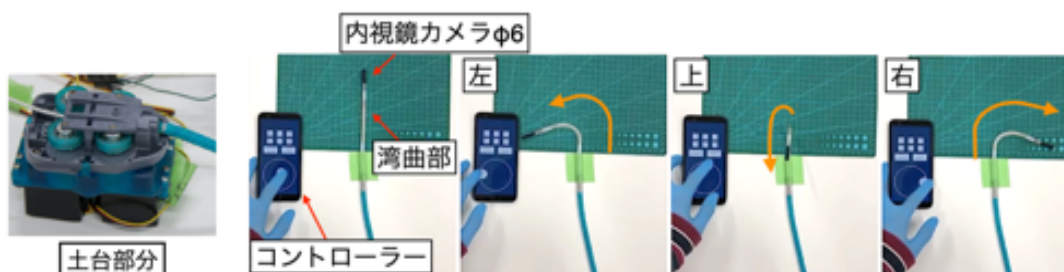 内視鏡カメラφ6
湾曲部
コントローラー
土台部分
左
上
右